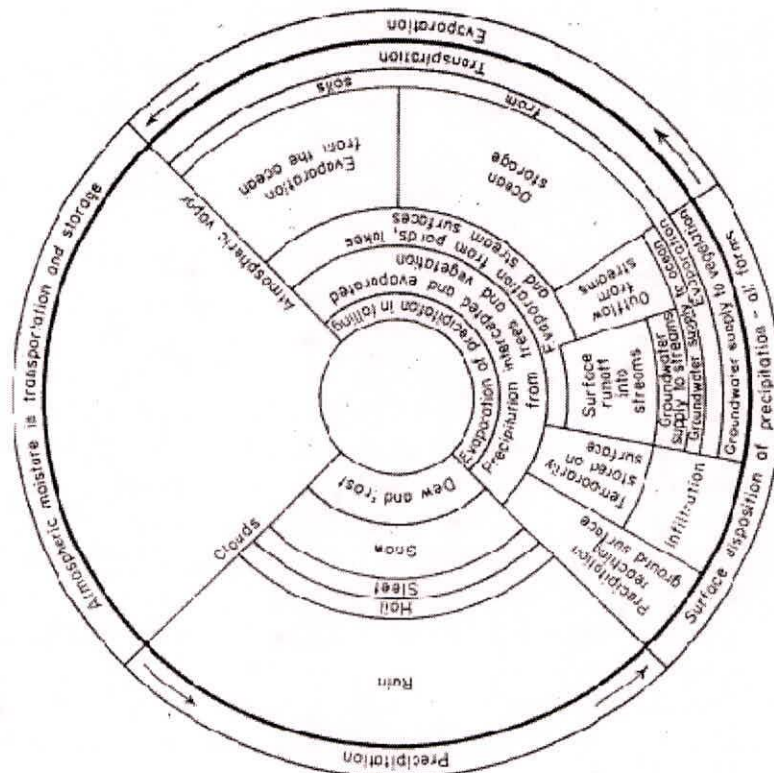 Evaporation
Transpiration
from
soils
Evaporation
from the ocean
Ocean
storage
Evaporation from ponds, lakes
and stream surfaces
Precipitation intercepted and evaporated
from trees and vegetation
Evaporation of precipitation in falling
Atmospheric vapor
Atmospheric moisture in transportation and storage
Clouds
Dew and frost
Snow
Sleet
Hail
Rain
Precipitation
Precipitation
reaching
ground surface
Infiltration
Temporarily
stored on
surface
Surface
runoff
into
streams
Outflow
from
streams
Groundwater
supply to streams
Groundwater supply to ocean
Evaporation
Groundwater supply to vegetation
Surface disposition of precipitation - all forms